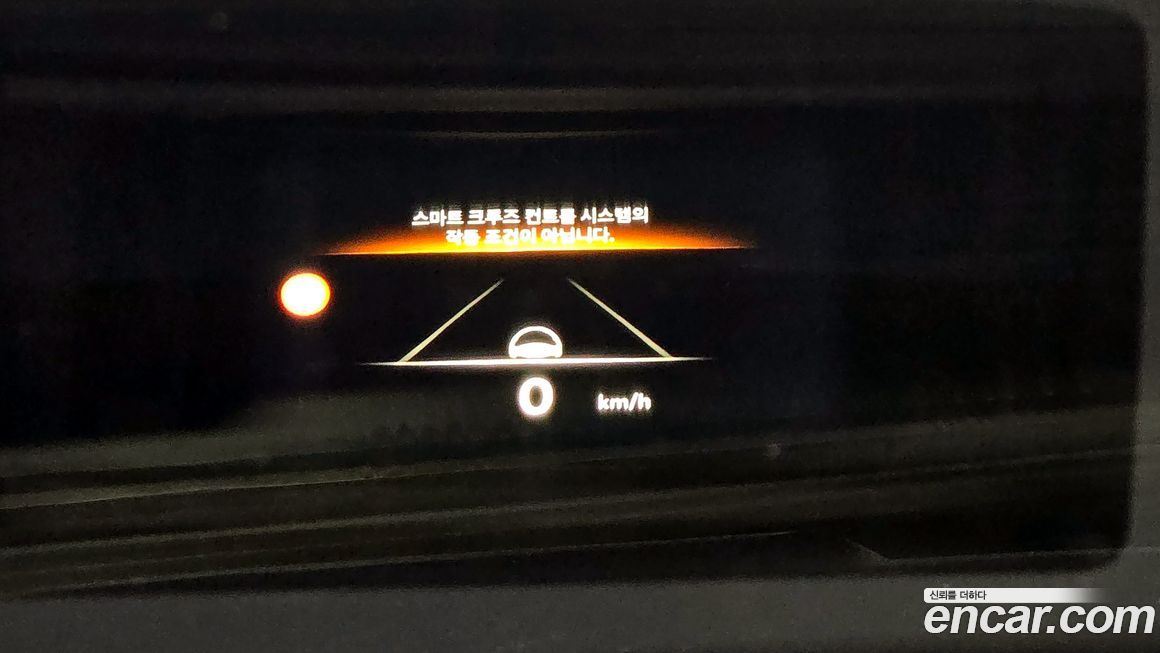 스마트 크루즈 컨트롤 시스템의
작동 조건이 아닙니다.
0 km/h
신뢰를 더하다
encar.com